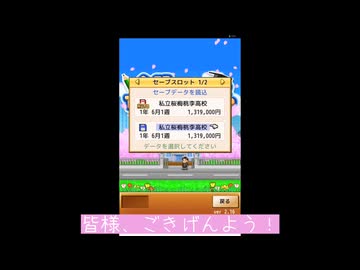 セーブスロット 1/2
セーブデータを読込
私立桜梅桃李高校
1年 6月1週 1,319,000円
私立桜梅桃李高校
1年 6月1週 1,319,000円
データを選択してください
戻る
皆様、ごきげんよう！
ver 2.16